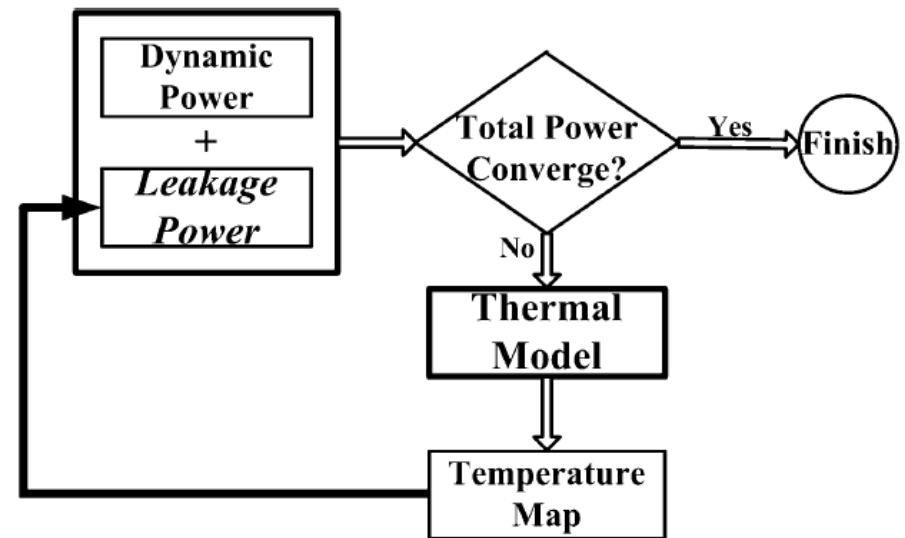 Dynamic
Power
+
Leakage
Power
Total Power
Converge?
Yes
Finish
No
Thermal
Model
Temperature
Map